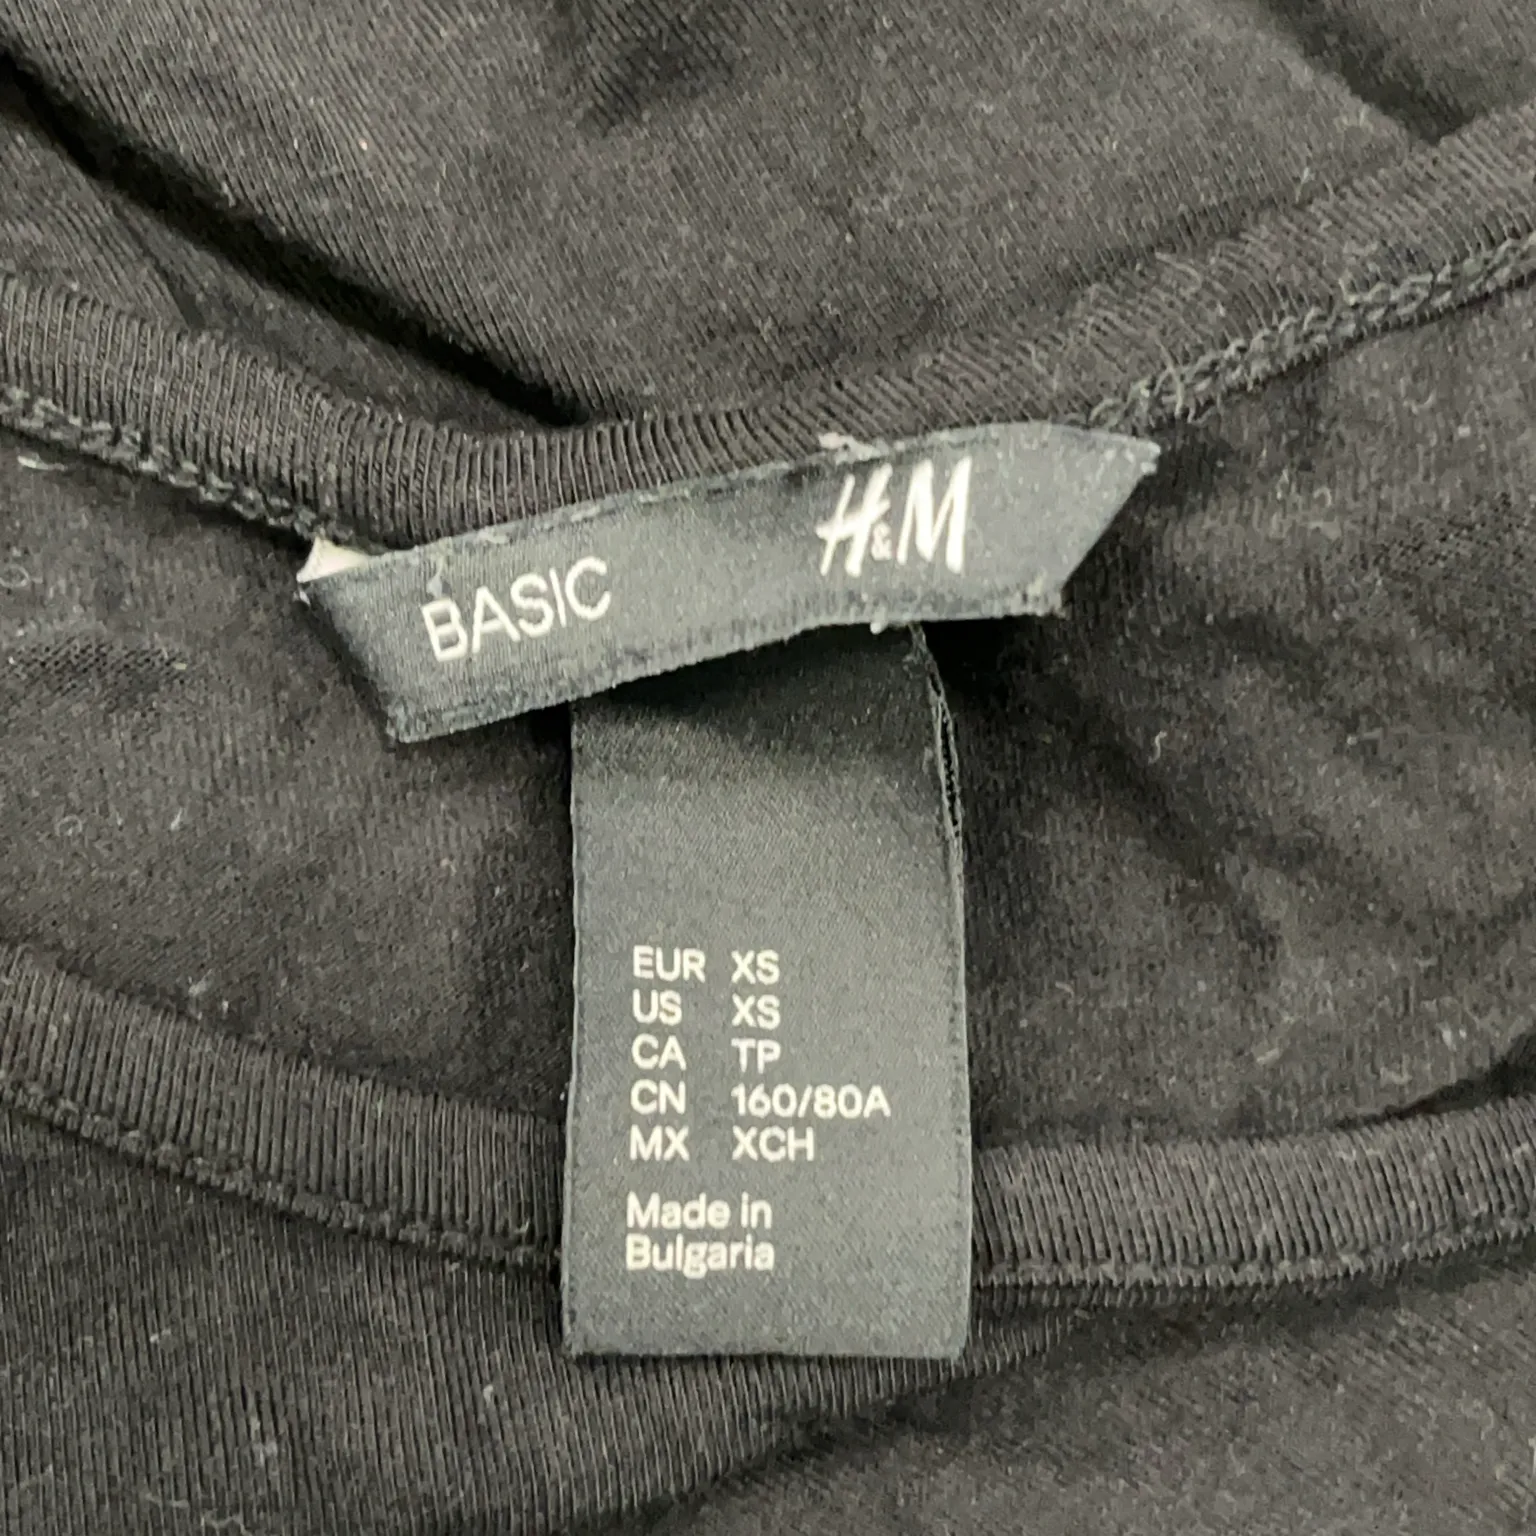 BASIC H&M
EUR XS
US XS
CA TP
CN 160/80A
MX XCH
Made in
Bulgaria